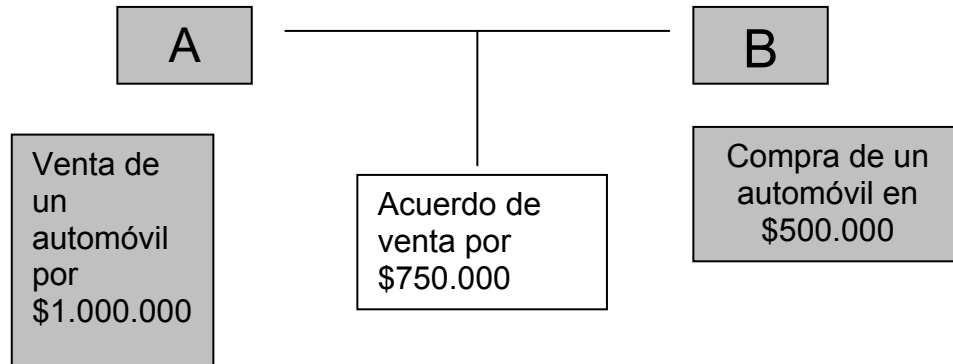 A
B
Venta de
un
automóvil
por
$1.000.000
Acuerdo de
venta por
$750.000
Compra de un
automóvil en
$500.000